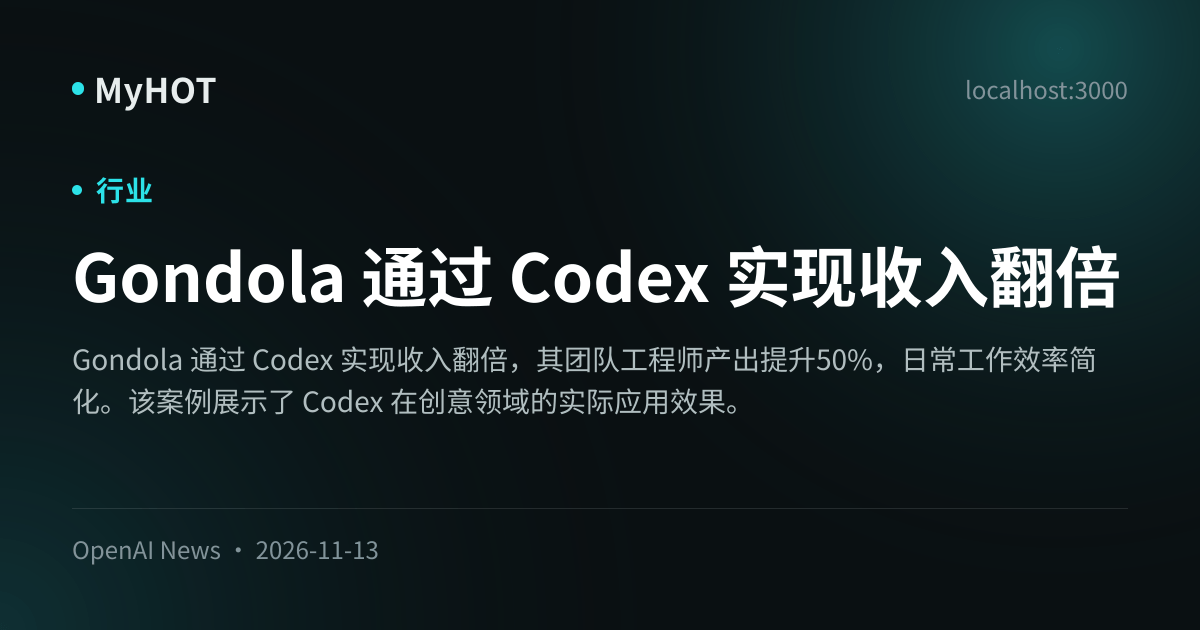 MyHOT
localhost:3000
行业
Gondola 通过 Codex 实现收入翻倍
Gondola 通过 Codex 实现收入翻倍，其团队工程师产出提升50%，日常工作效率简
化。该案例展示了 Codex 在创意领域的实际应用效果。
OpenAI News · 2026-11-13